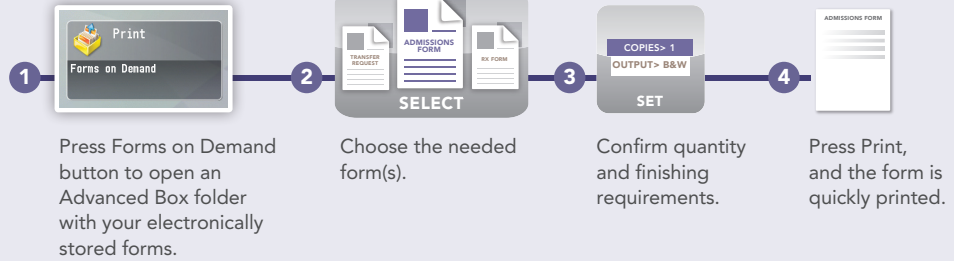 1
Print
Forms on Demand
Press Forms on Demand
button to open an
Advanced Box folder
with your electronically
stored forms.
2
TRANSFER
REQUEST
ADMISSIONS
FORM
RX FORM
SELECT
Choose the needed
form(s).
3
COPIES> 1
OUTPUT> B&W
SET
Confirm quantity
and finishing
requirements.
4
ADMISSIONS FORM
Press Print,
and the form is
quickly printed.